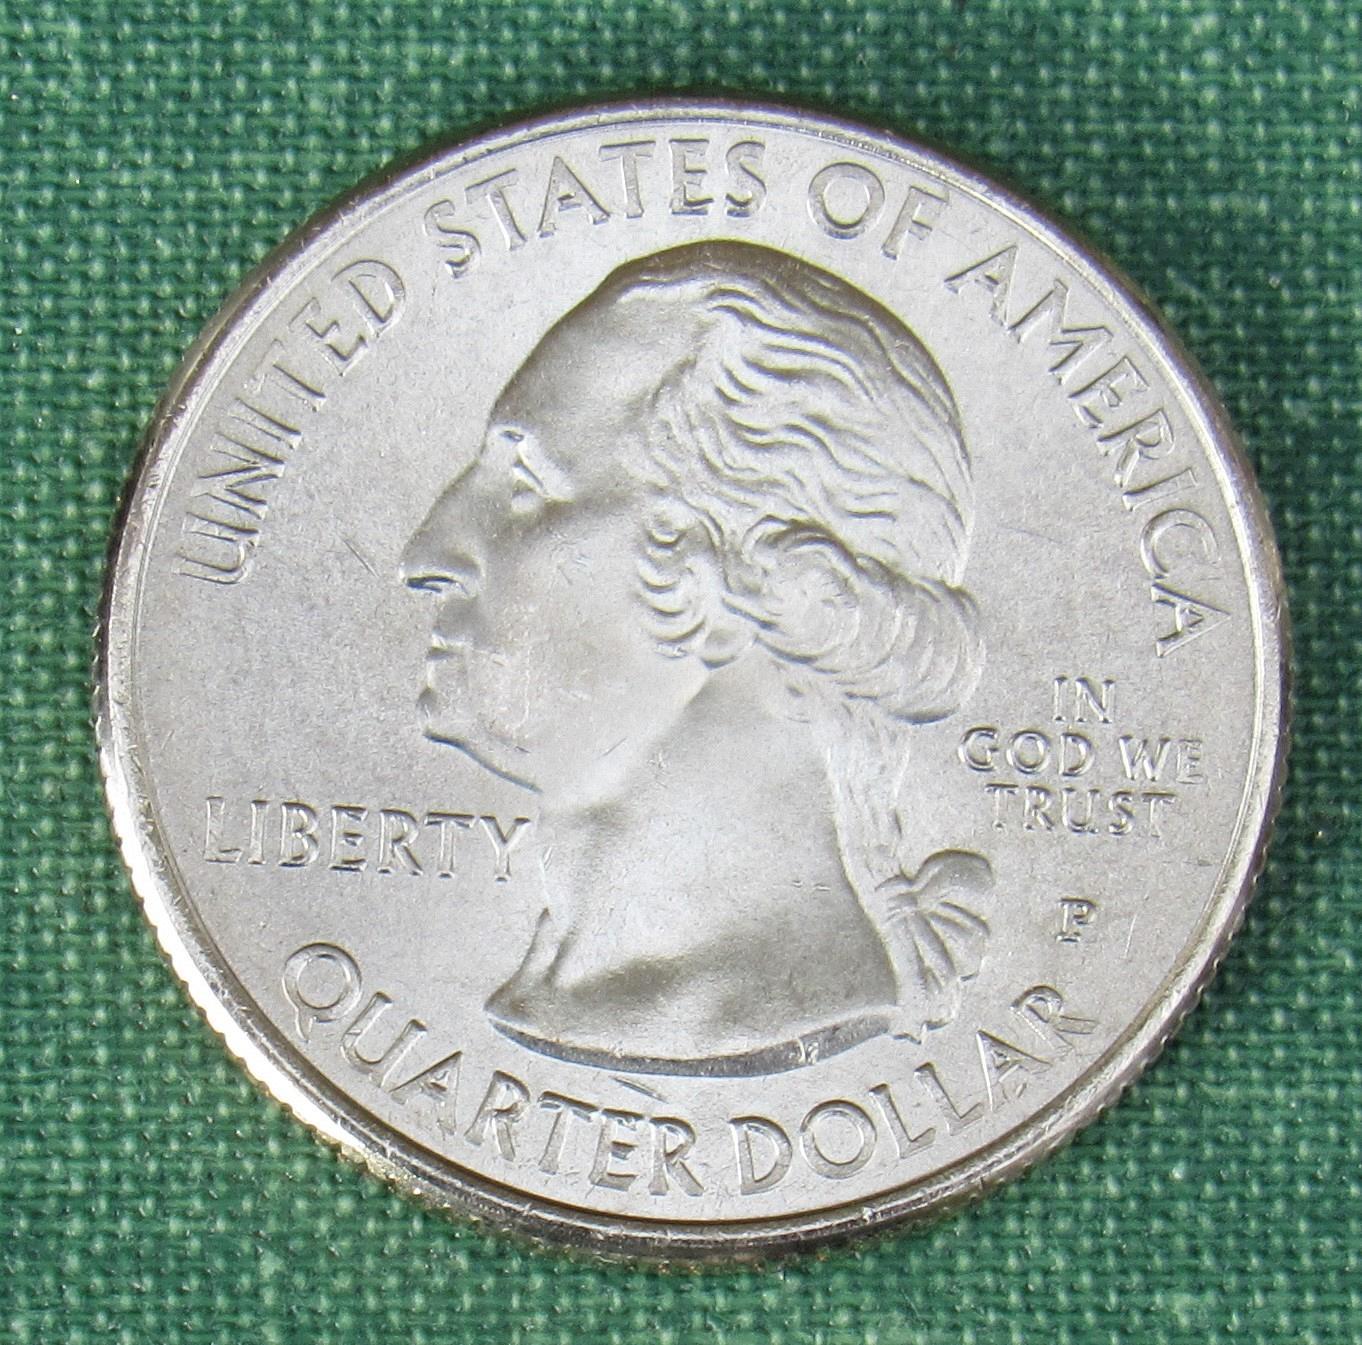 UNITED STATES OF AMERICA
LIBERTY
IN
GOD WE
TRUST
P
QUARTER DOLLAR